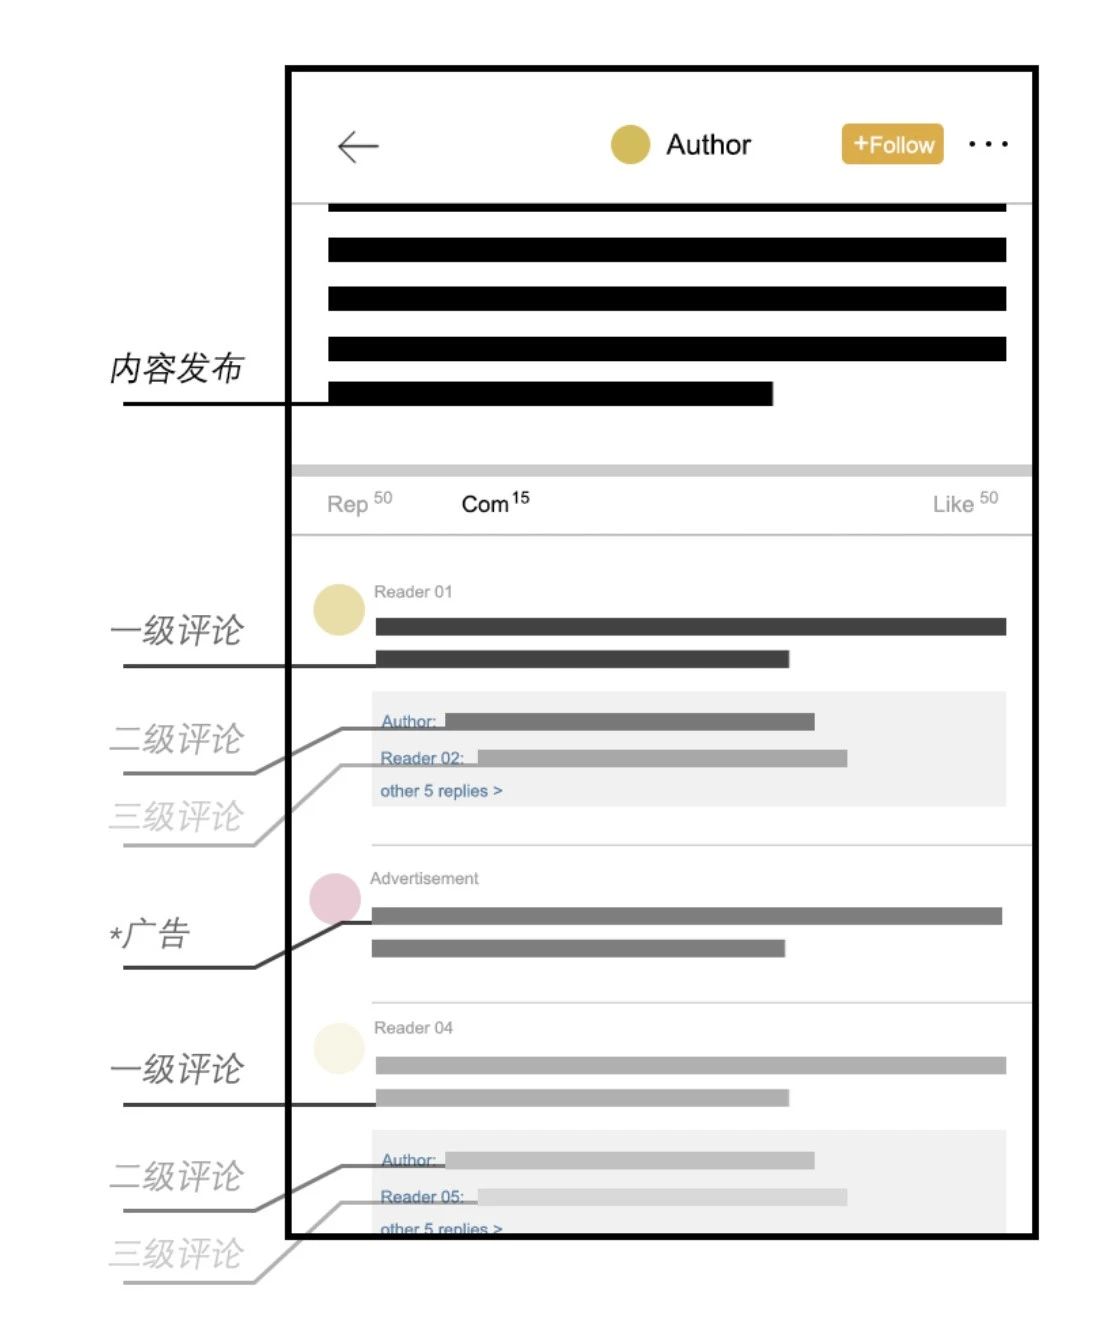 Author
+Follow
内容发布
Rep 50
Com 15
Like 50
Reader 01
一级评论
Author:
二级评论
Reader 02:
other 5 replies >
三级评论
Advertisement
*广告
Reader 04
一级评论
Author:
二级评论
Reader 05:
other 5 replies >
三级评论